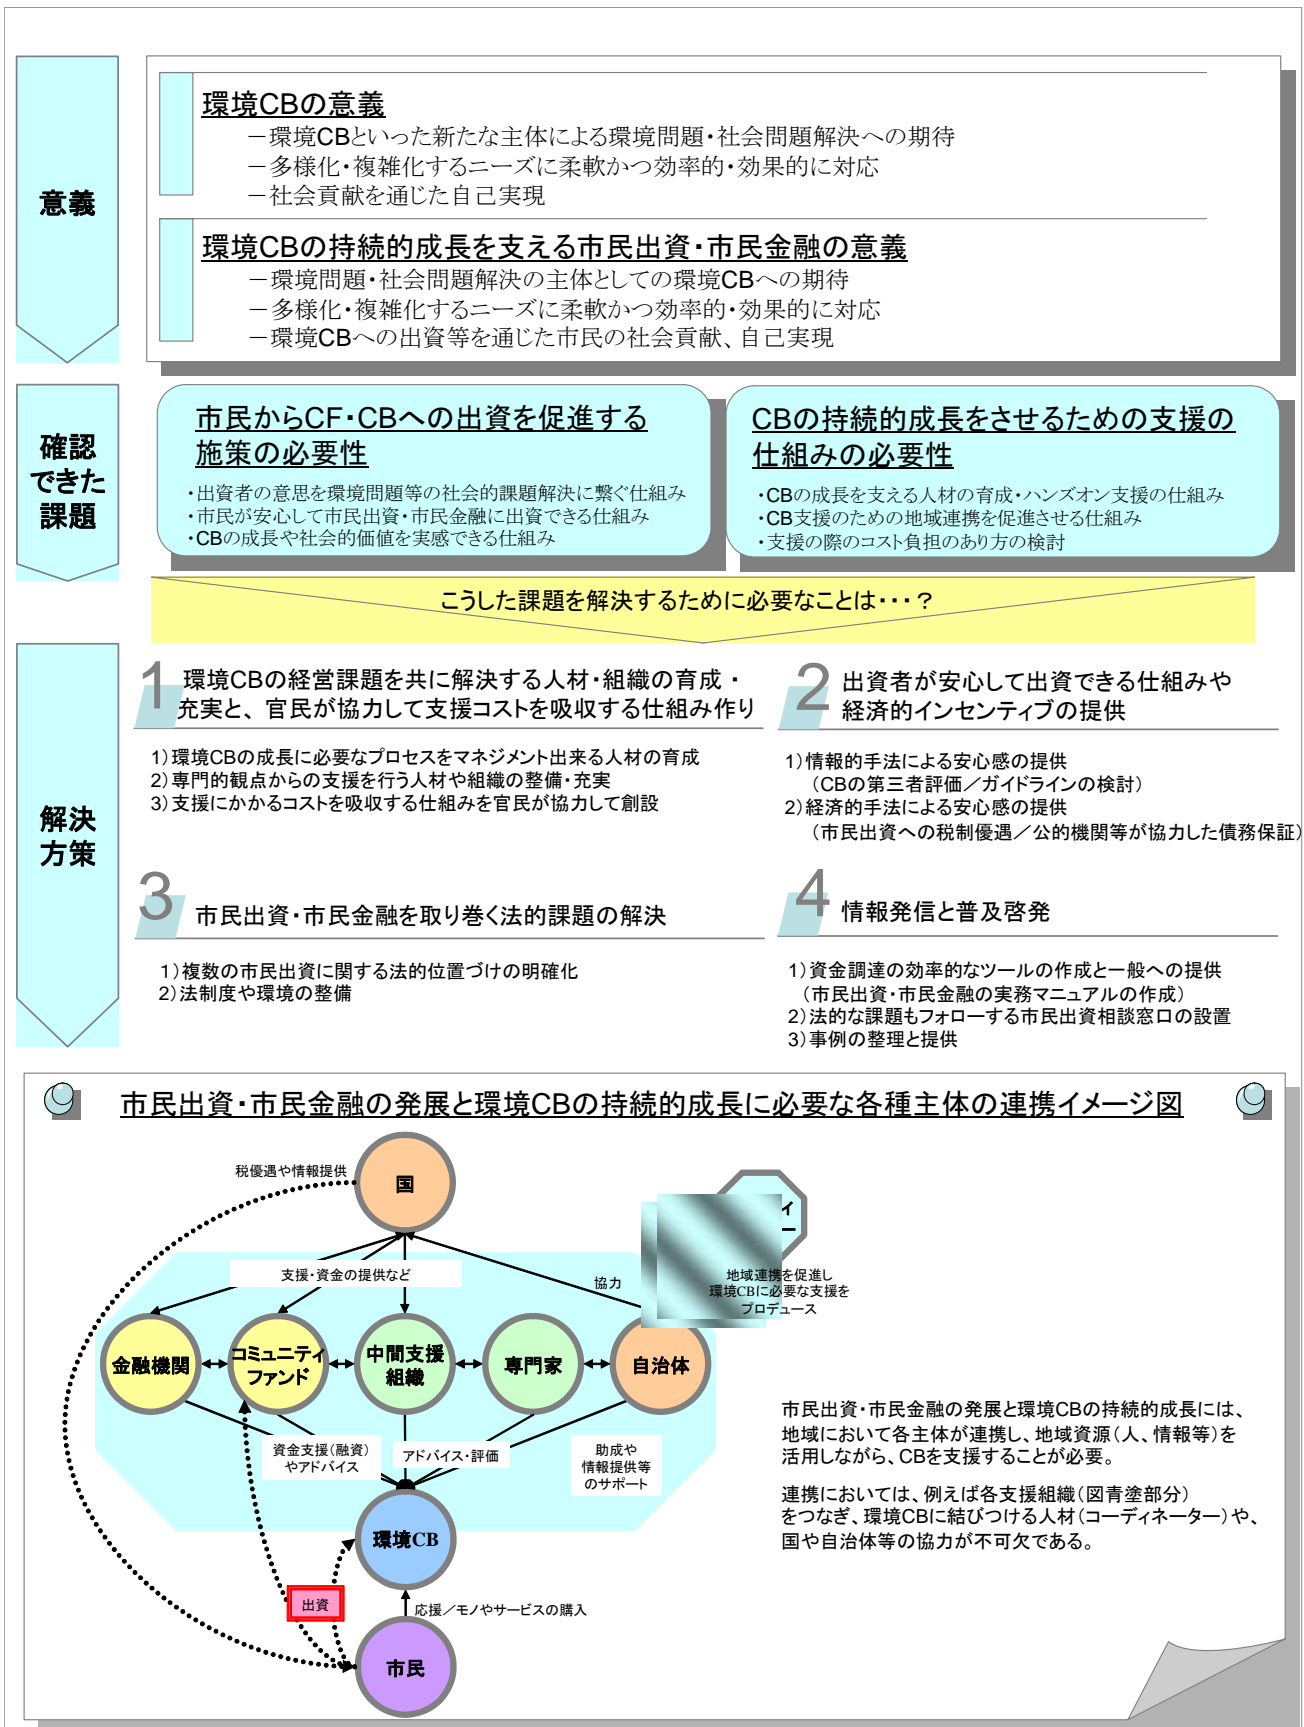 意義
環境CBの意義
－環境CBといった新たな主体による環境問題・社会問題解決への期待
－多様化・複雑化するニーズに柔軟かつ効率的・効果的に対応
－社会貢献を通じた自己実現
環境CBの持続的成長を支える市民出資・市民金融の意義
－環境問題・社会問題解決の主体としての環境CBへの期待
－多様化・複雑化するニーズに柔軟かつ効率的・効果的に対応
－環境CBへの出資等を通じた市民の社会貢献、自己実現
確認
できた
課題
市民からCF・CBへの出資を促進する
施策の必要性
・出資者の意思を環境問題等の社会的課題解決に繋ぐ仕組み
・市民が安心して市民出資・市民金融に出資できる仕組み
・CBの成長や社会的価値を実感できる仕組み
CBの持続的成長をさせるための支援の
仕組みの必要性
・CBの成長を支える人材の育成・ハンズオン支援の仕組み
・CB支援のための地域連携を促進させる仕組み
・支援の際のコスト負担のあり方の検討
こうした課題を解決するために必要なことは・・・？
解決
方策
1 環境CBの経営課題を共に解決する人材・組織の育成・
充実と、官民が協力して支援コストを吸収する仕組み作り
1）環境CBの成長に必要なプロセスをマネジメント出来る人材の育成
2）専門的観点からの支援を行う人材や組織の整備・充実
3）支援にかかるコストを吸収する仕組みを官民が協力して創設
2 出資者が安心して出資できる仕組みや
経済的インセンティブの提供
1）情報的手法による安心感の提供
（CBの第三者評価／ガイドラインの検討）
2）経済的手法による安心感の提供
（市民出資への税制優遇／公的機関等が協力した債務保証）
3 市民出資・市民金融を取り巻く法的課題の解決
1）複数の市民出資に関する法的位置づけの明確化
2）法制度や環境の整備
4 情報発信と普及啓発
1）資金調達の効率的なツールの作成と一般への提供
（市民出資・市民金融の実務マニュアルの作成）
2）法的な課題もフォローする市民出資相談窓口の設置
3）事例の整理と提供
市民出資・市民金融の発展と環境CBの持続的成長に必要な各種主体の連携イメージ図
税優遇や情報提供
国
ィ
ー
支援・資金の提供など
協力
地域連携を促進し
環境CBに必要な支援を
プロデュース
金融機関
コミュニティ
ファンド
中間支援
組織
専門家
自治体
資金支援（融資）
やアドバイス
アドバイス・評価
助成や
情報提供等
のサポート
環境CB
出資
応援／モノやサービスの購入
市民
市民出資・市民金融の発展と環境CBの持続的成長には、
地域において各主体が連携し、地域資源（人、情報等）を
活用しながら、CBを支援することが必要。
連携においては、例えば各支援組織（図青塗部分）
をつなぎ、環境CBに結びつける人材（コーディネーター）や、
国や自治体等の協力が不可欠である。